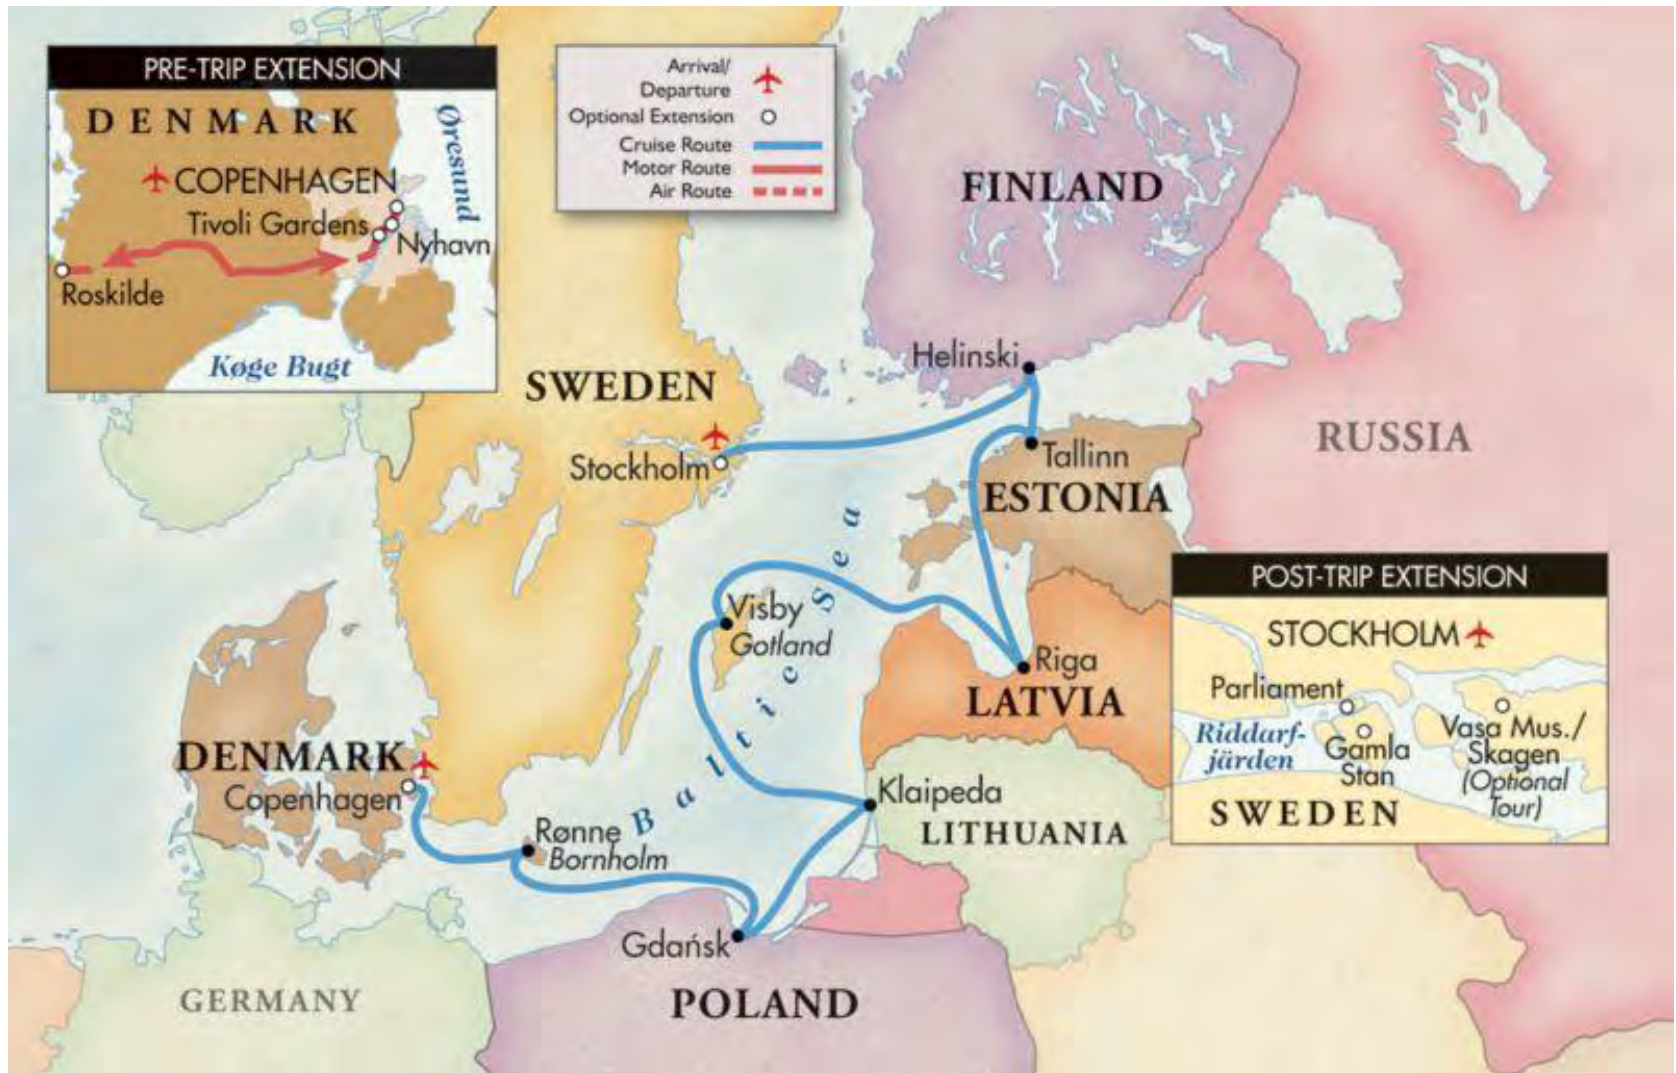 PRE-TRIP EXTENSION
DENMARK
Øresund
COPENHAGEN
Tivoli Gardens
Nyhavn
Roskilde
Køge Bugt
Arrival/
Departure
Optional Extension
Cruise Route
Motor Route
Air Route
FINLAND
Helinski
SWEDEN
Stockholm
RUSSIA
Tallinn
ESTONIA
Baltic Sea
Visby
Gotland
Riga
LATVIA
DENMARK
Copenhagen
Rønne
Bornholm
Klaipeda
LITHUANIA
Gdańsk
GERMANY
POLAND
POST-TRIP EXTENSION
STOCKHOLM
Parliament
Riddarf-
järden
Gamla
Stan
Vasa Mus./
Skagen
(Optional
Tour)
SWEDEN